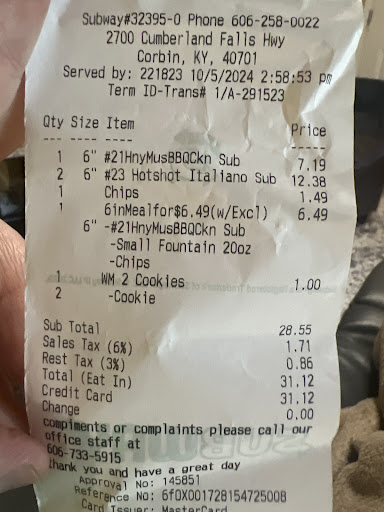 Subway#32395-0 Phone 606-258-0022
2700 Cumberland Falls Hwy
Corbin, KY, 40701
Served by: 221823 10/5/2024 2:58:53 pm
Term ID-Trans# 1/A-291523
Qty Size Item Price
--- ---- ---- -----
1 6" #21HnyMusBBQCkn Sub 7.19
2 6" #23 Hotshot Italiano Sub 12.38
1 Chips 1.49
1 6inMealfor$6.49(w/Excl) 6.49
6" -#21HnyMusBBQCkn Sub
-Small Fountain 20oz
-Chips
1 WM 2 Cookies 1.00
2 -Cookie
Sub Total 28.55
Sales Tax (6%) 1.71
Rest Tax (3%) 0.86
Total (Eat In) 31.12
Credit Card 31.12
Change 0.00
compiments or complaints please call our
office staff at
606-733-5915
thank you and have a great day
Approval No: 145851
Reference No: 6f0X001728154725008
Card Issuer: MasterCard